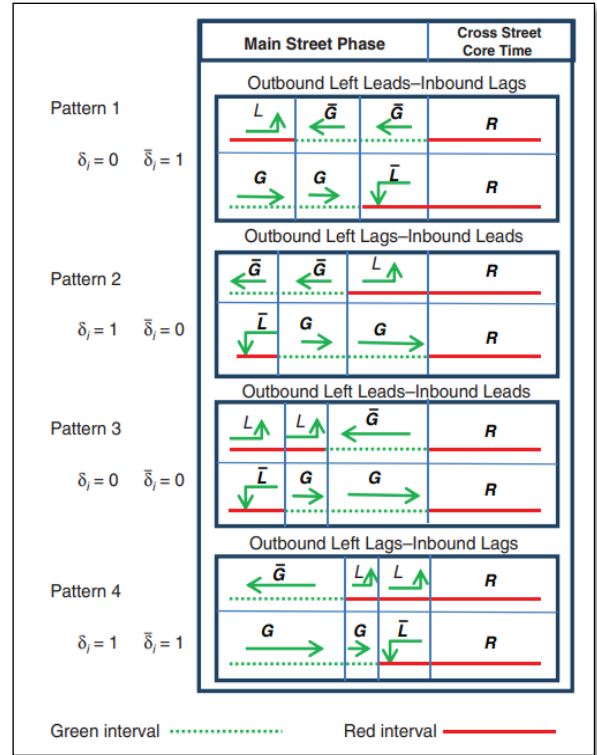 Main Street Phase
Cross Street
Core Time
Outbound Left Leads–Inbound Lags
Pattern 1
L Ḡ Ḡ R
δᵢ = 0 δ̄ᵢ = 1
G G L̄ R
Outbound Left Lags–Inbound Leads
Pattern 2
Ḡ Ḡ L R
δᵢ = 1 δ̄ᵢ = 0
L̄ G G R
Outbound Left Leads–Inbound Leads
Pattern 3
L L Ḡ R
δᵢ = 0 δ̄ᵢ = 0
L̄ G G R
Outbound Left Lags–Inbound Lags
Pattern 4
Ḡ L L R
δᵢ = 1 δ̄ᵢ = 1
G G L̄ R
Green interval Red interval